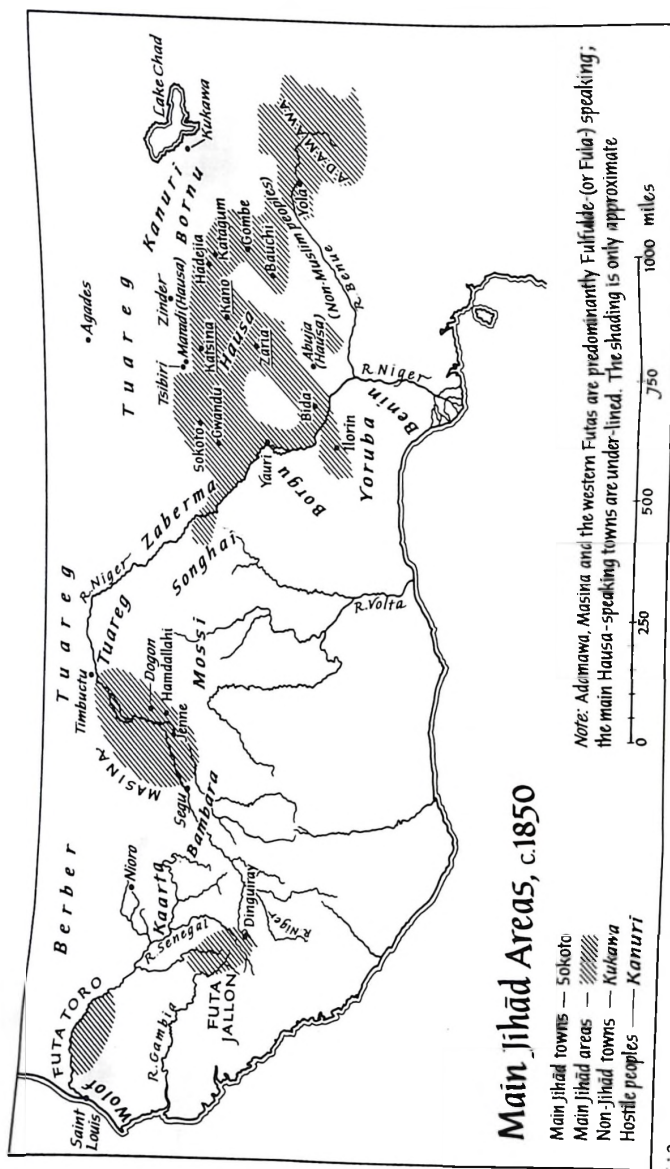 Lake Chad
Kukawa
Kanuri
BORNU
Tuareg
Agades
Zinder
Maradi (Hausa)
Tsibiri
Hadejia
Katagum
Gombe
Kano
Katsina
Hausa
Bauchi
(Non-Muslim peoples)
Yola
ADAMAWA
R. Benue
Zaria
Abuja
(Hausa)
Sokoto
Gwandu
Bida
Yauri
Ilorin
Yoruba
Benin
R. Niger
Borgu
Zaberma
Songhai
R. Niger
Tuareg
Tuareg
Timbuctu
Dogon
Hamdallahi
Jenne
MASINA
Mossi
R. Volta
Segu
Bambara
Berber
Nioro
Kaarta
R. Senegal
Dinguiray
R. Niger
FUTA TORO
FUTA
JALLON
R. Gambia
Wolof
Saint
Louis
Main Jihād Areas, c.1850
Main Jihād towns — Sokoto
Main Jihād areas —
Non-Jihād towns — Kukawa
Hostile peoples — Kanuri
Note: Adamawa, Masina and the western Futas are predominantly Fulfulde-(or Fula-) speaking;
the main Hausa-speaking towns are under-lined. The shading is only approximate
0 250 500 750 1000 miles